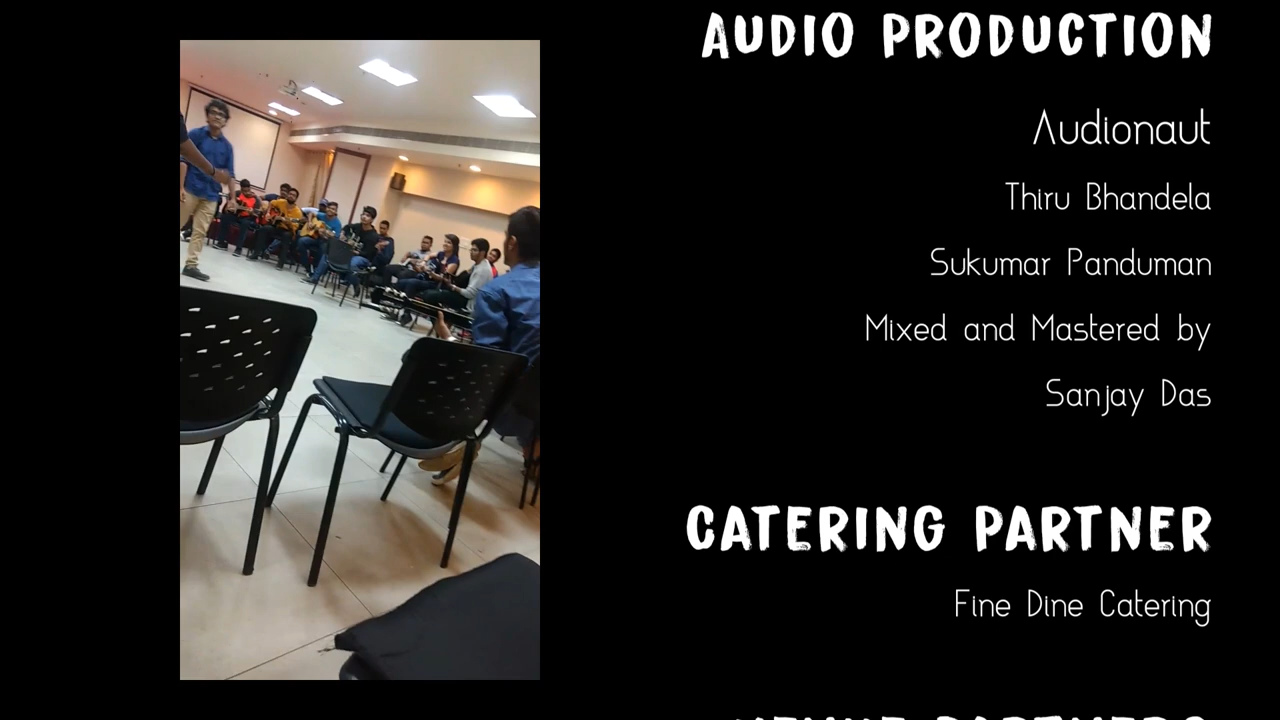 AUDIO PRODUCTION
Audionaut
Thiru Bhandela
Sukumar Panduman
Mixed and Mastered by
Sanjay Das
CATERING PARTNER
Fine Dine Catering